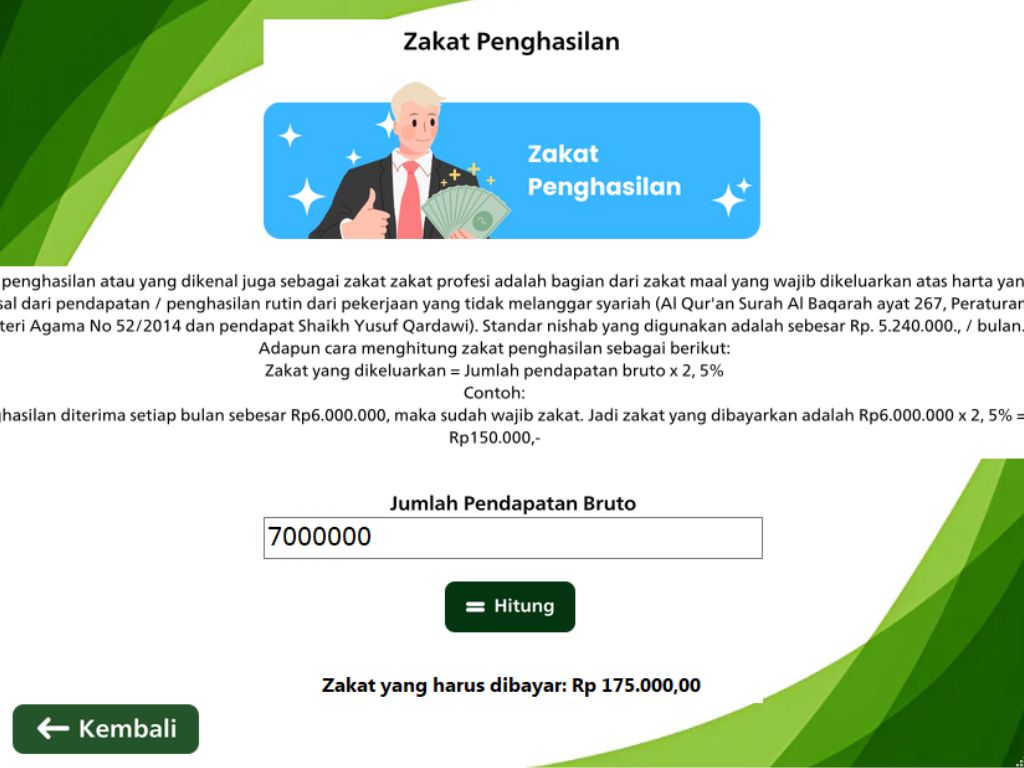 Zakat Penghasilan
Zakat
Penghasilan
penghasilan atau yang dikenal juga sebagai zakat zakat profesi adalah bagian dari zakat maal yang wajib dikeluarkan atas harta yan
sal dari pendapatan / penghasilan rutin dari pekerjaan yang tidak melanggar syariah (Al Qur'an Surah Al Baqarah ayat 267, Peraturan
teri Agama No 52/2014 dan pendapat Shaikh Yusuf Qardawi). Standar nishab yang digunakan adalah sebesar Rp. 5.240.000., / bulan.
Adapun cara menghitung zakat penghasilan sebagai berikut:
Zakat yang dikeluarkan = Jumlah pendapatan bruto x 2, 5%
Contoh:
ghasilan diterima setiap bulan sebesar Rp6.000.000, maka sudah wajib zakat. Jadi zakat yang dibayarkan adalah Rp6.000.000 x 2, 5% =
Rp150.000,-
Jumlah Pendapatan Bruto
7000000
= Hitung
Zakat yang harus dibayar: Rp 175.000,00
← Kembali